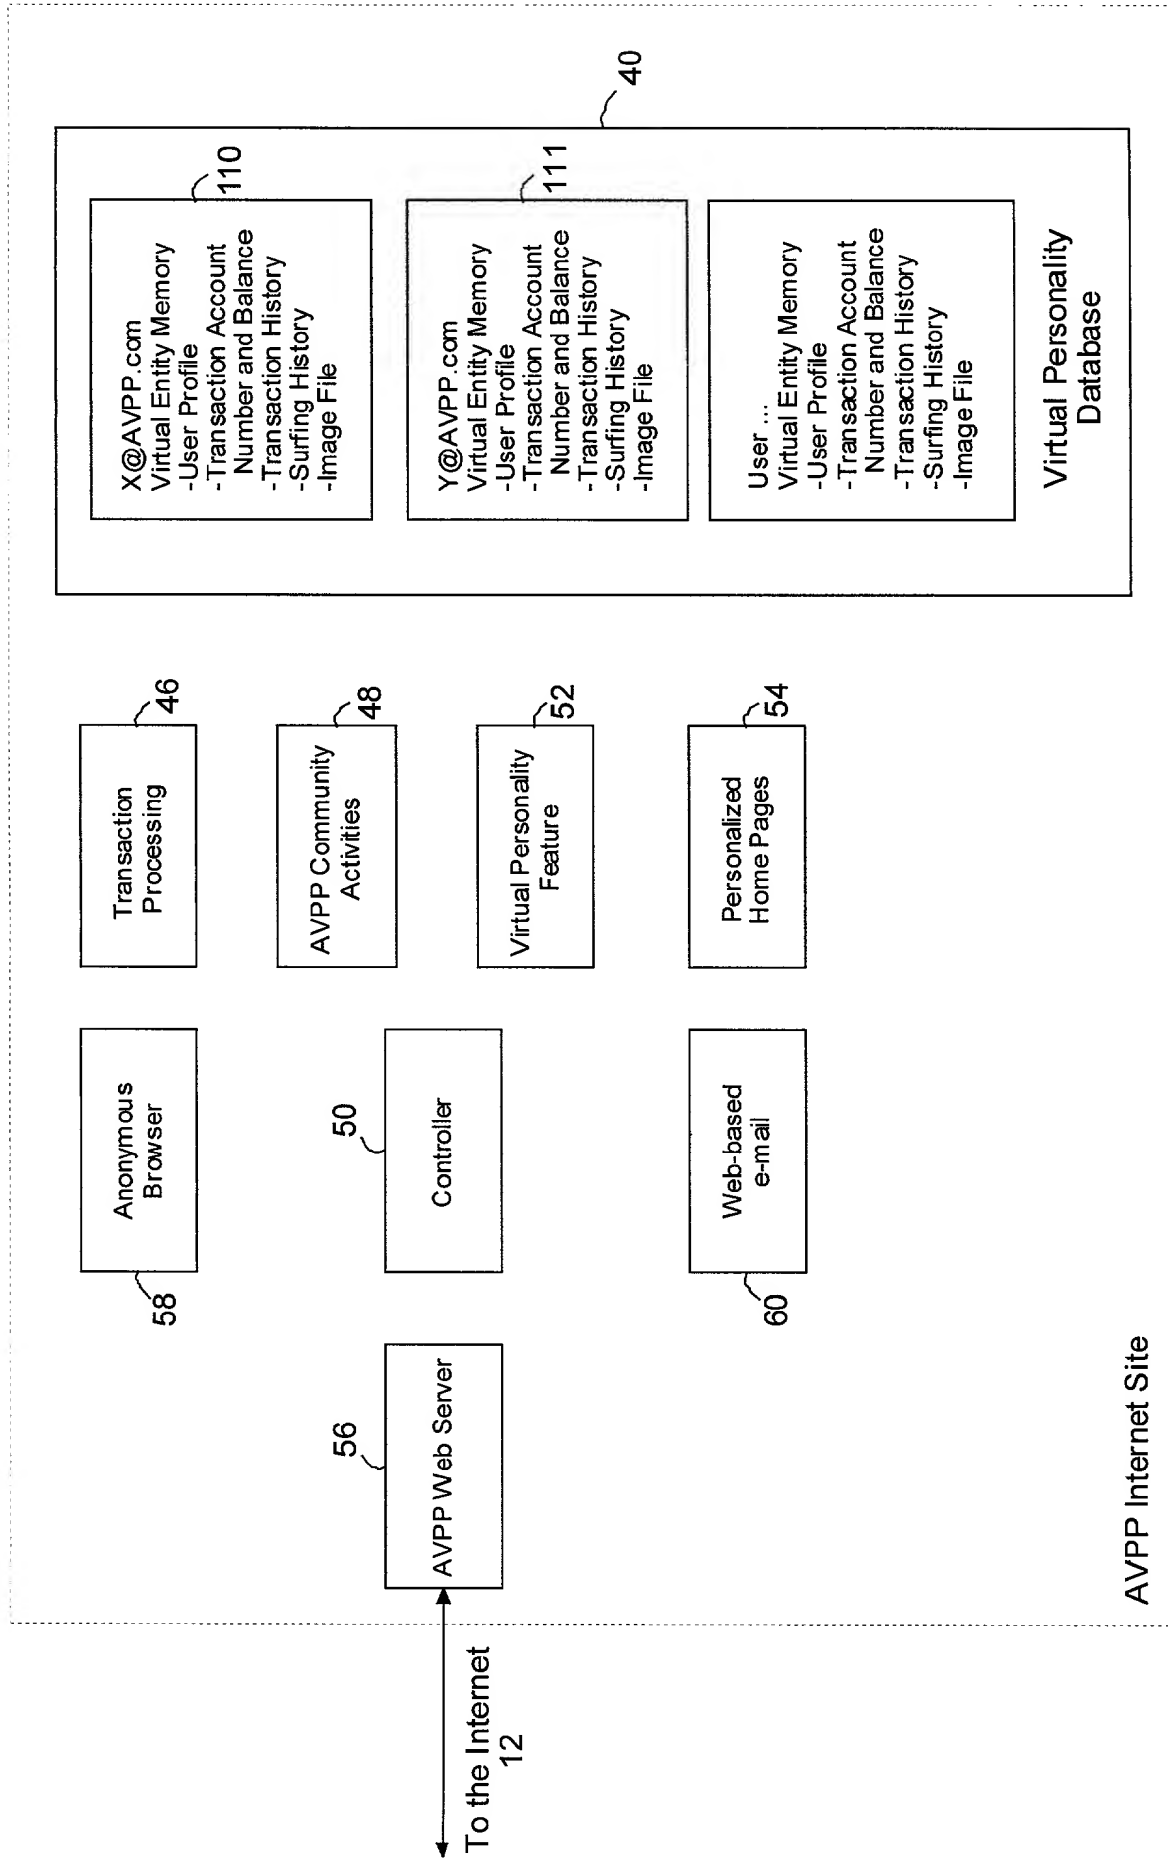 To the Internet
12
56
AVPP Web Server
58
Anonymous
Browser
50
Controller
60
Web-based
e-mail
46
Transaction
Processing
48
AVPP Community
Activities
52
Virtual Personality
Feature
54
Personalized
Home Pages
40
110
X@AVPP.com
Virtual Entity Memory
-User Profile
-Transaction Account
Number and Balance
-Transaction History
-Surfing History
-Image File
111
Y@AVPP.com
Virtual Entity Memory
-User Profile
-Transaction Account
Number and Balance
-Transaction History
-Surfing History
-Image File
User ...
Virtual Entity Memory
-User Profile
-Transaction Account
Number and Balance
-Transaction History
-Surfing History
-Image File
Virtual Personality
Database
AVPP Internet Site